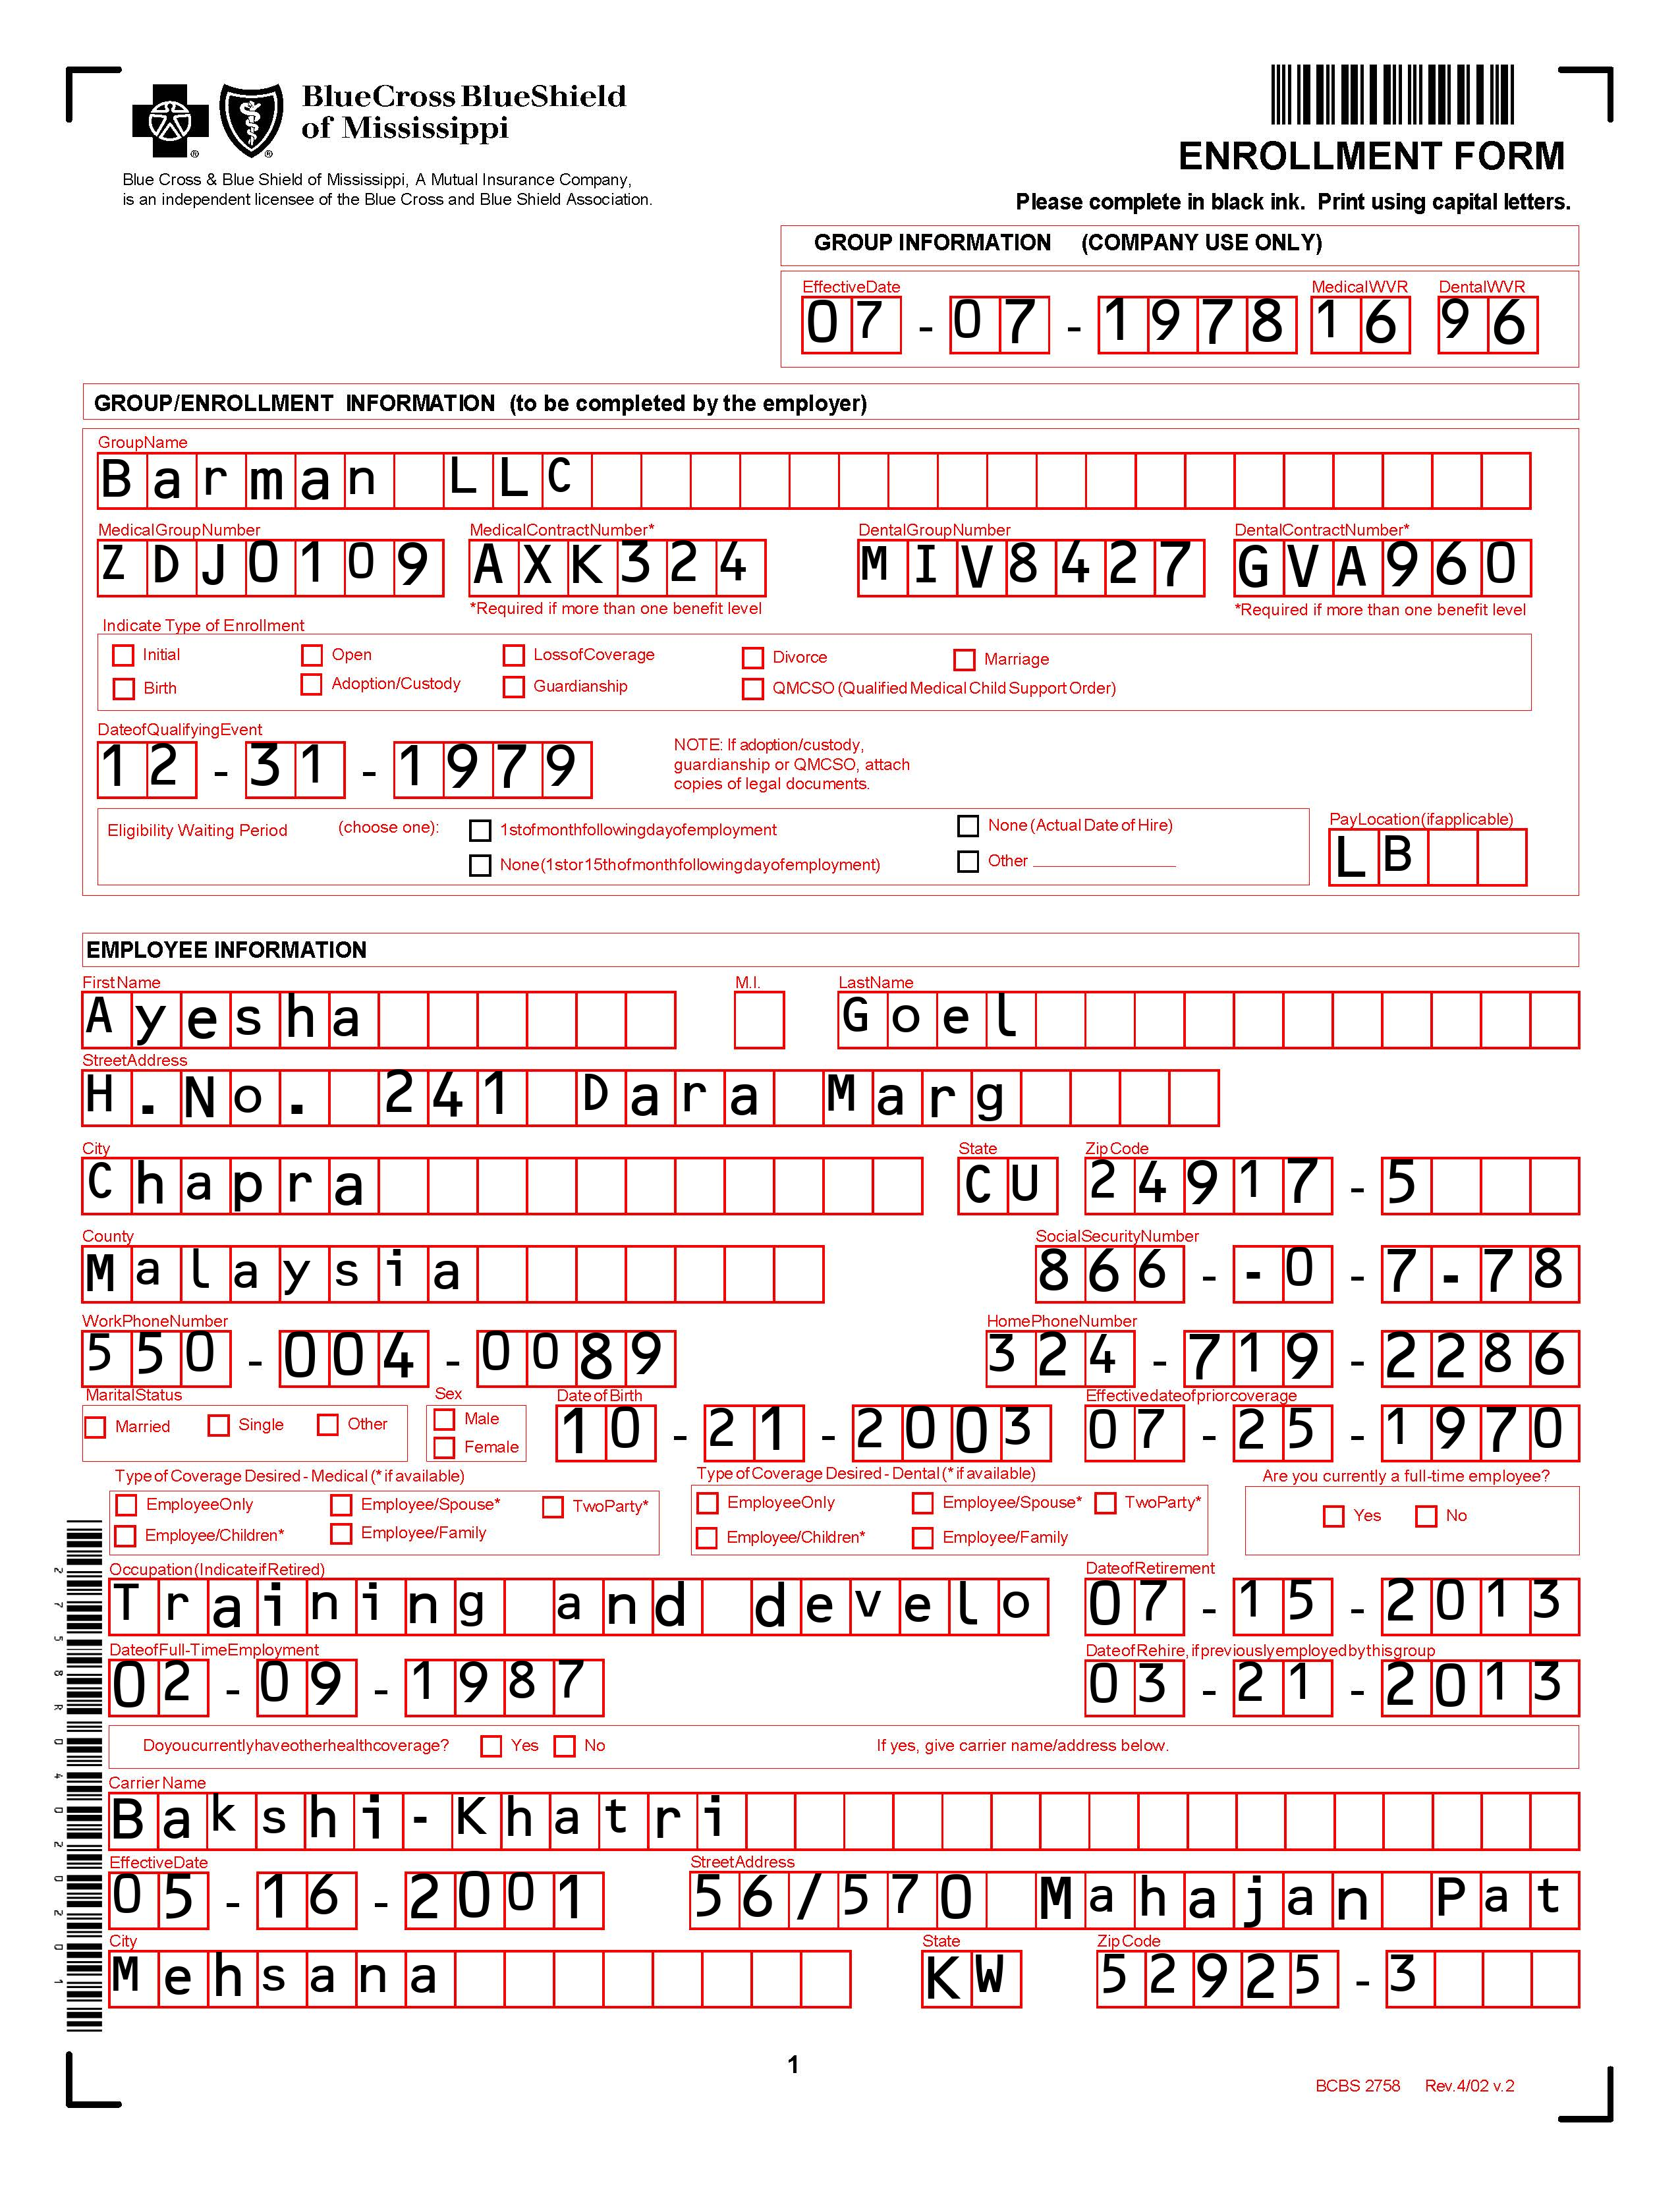 BlueCross BlueShield
of Mississippi
Blue Cross & Blue Shield of Mississippi, A Mutual Insurance Company,
is an independent licensee of the Blue Cross and Blue Shield Association.
ENROLLMENT FORM
Please complete in black ink. Print using capital letters.
GROUP INFORMATION (COMPANY USE ONLY)
EffectiveDate MedicalWVR DentalWVR
07-07-1978 16 96
GROUP/ENROLLMENT INFORMATION (to be completed by the employer)
GroupName
Barman LLC
MedicalGroupNumber MedicalContractNumber* DentalGroupNumber DentalContractNumber*
ZDJ0109 AXK324 MIV8427 GVA960
*Required if more than one benefit level *Required if more than one benefit level
Indicate Type of Enrollment
Initial Open LossofCoverage Divorce Marriage
Birth Adoption/Custody Guardianship QMCSO (Qualified Medical Child Support Order)
DateofQualifyingEvent
12-31-1979
NOTE: If adoption/custody,
guardianship or QMCSO, attach
copies of legal documents.
Eligibility Waiting Period (choose one): 1stofmonthfollowingdayofemployment None (Actual Date of Hire)
None(1stor15thofmonthfollowingdayofemployment) Other
PayLocation(ifapplicable)
LB
EMPLOYEE INFORMATION
FirstName M.I. LastName
Ayesha Goel
StreetAddress
H.No. 241 Dara Marg
City State Zip Code
Chapra CU 24917-5
County SocialSecurityNumber
Malaysia 866--0-7-78
WorkPhoneNumber HomePhoneNumber
550-004-0089 324-719-2286
MaritalStatus Sex Date of Birth Effectivedateofpriorcoverage
Married Single Other Male Female 10-21-2003 07-25-1970
Type of Coverage Desired - Medical (* if available) Type of Coverage Desired - Dental (* if available) Are you currently a full-time employee?
EmployeeOnly Employee/Spouse* TwoParty* EmployeeOnly Employee/Spouse* TwoParty* Yes No
Employee/Children* Employee/Family Employee/Children* Employee/Family
Occupation (IndicateifRetired) DateofRetirement
Training and develo 07-15-2013
DateofFull-TimeEmployment DateofRehire, ifpreviouslyemployedbythisgroup
02-09-1987 03-21-2013
Doyoucurrentlyhaveotherhealthcoverage? Yes No If yes, give carrier name/address below.
Carrier Name
Bakshi-Khatri
EffectiveDate StreetAddress
05-16-2001 56/570 Mahajan Pat
City State Zip Code
Mehsana KW 52925-3
2758R04020201
1
BCBS 2758 Rev.4/02 v.2